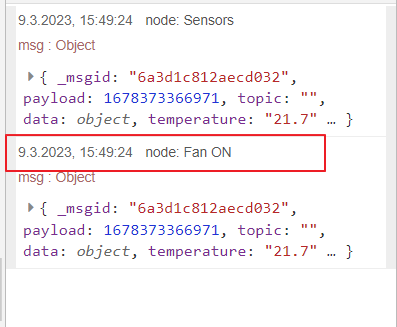 9.3.2023, 15:49:24 node: Sensors
msg : Object
{ _msgid: "6a3d1c812aecd032",
payload: 1678373366971, topic: "",
data: object, temperature: "21.7" … }
9.3.2023, 15:49:24 node: Fan ON
msg : Object
{ _msgid: "6a3d1c812aecd032",
payload: 1678373366971, topic: "",
data: object, temperature: "21.7" … }